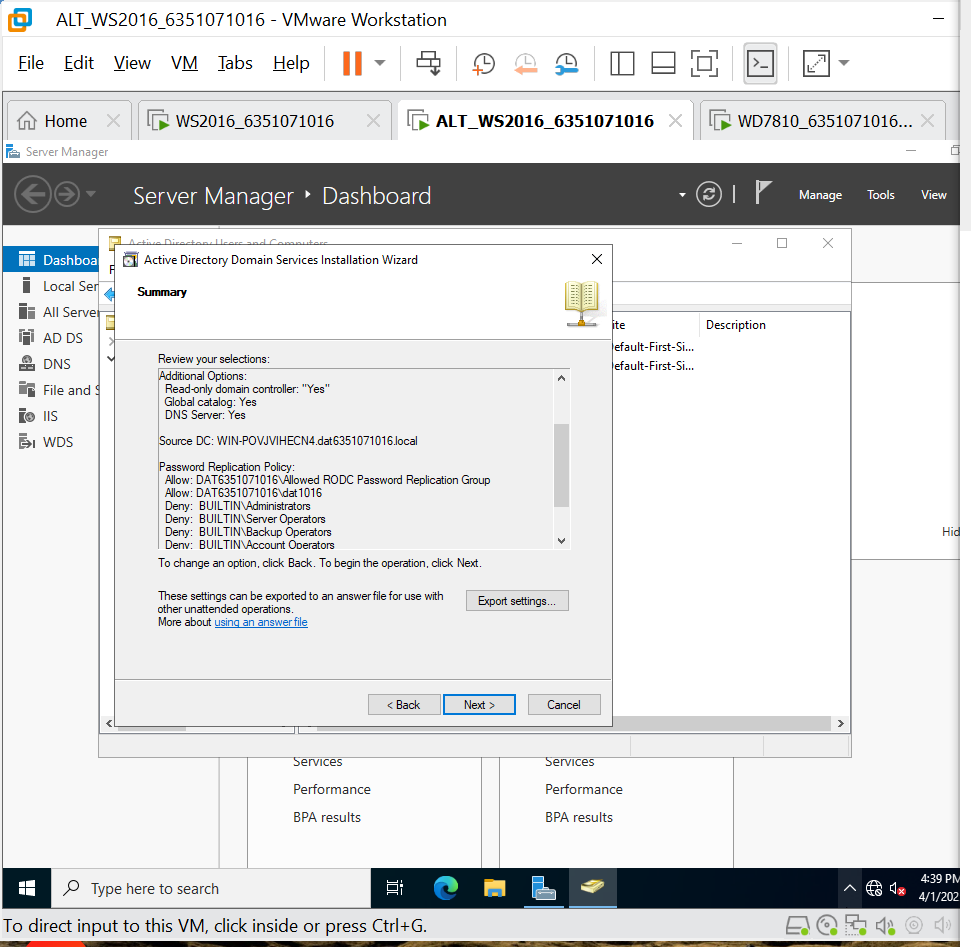 ALT_WS2016_6351071016 - VMware Workstation
File Edit View VM Tabs Help
Home WS2016_6351071016 ALT_WS2016_6351071016 WD7810_6351071016...
Server Manager
Server Manager Dashboard Manage Tools View
Active Directory Users and Computers
Active Directory Domain Services Installation Wizard
Summary
Dashboa
Local Ser
All Server
AD DS
DNS
File and S
IIS
WDS
ite Description
efault-First-Si...
efault-First-Si...
Review your selections:
Additional Options:
Read-only domain controller: "Yes"
Global catalog: Yes
DNS Server: Yes
Source DC: WIN-POVJVIHECN4.dat6351071016.local
Password Replication Policy:
Allow: DAT6351071016\Allowed RODC Password Replication Group
Allow: DAT6351071016\dat1016
Deny: BUILTIN\Administrators
Deny: BUILTIN\Server Operators
Deny: BUILTIN\Backup Operators
Deny: BUILTIN\Account Operators
To change an option, click Back. To begin the operation, click Next.
These settings can be exported to an answer file for use with
other unattended operations.
More about using an answer file
Export settings...
< Back Next > Cancel
Hid
Services Services
Performance Performance
BPA results BPA results
Type here to search
4:39 PM
4/1/202
To direct input to this VM, click inside or press Ctrl+G.